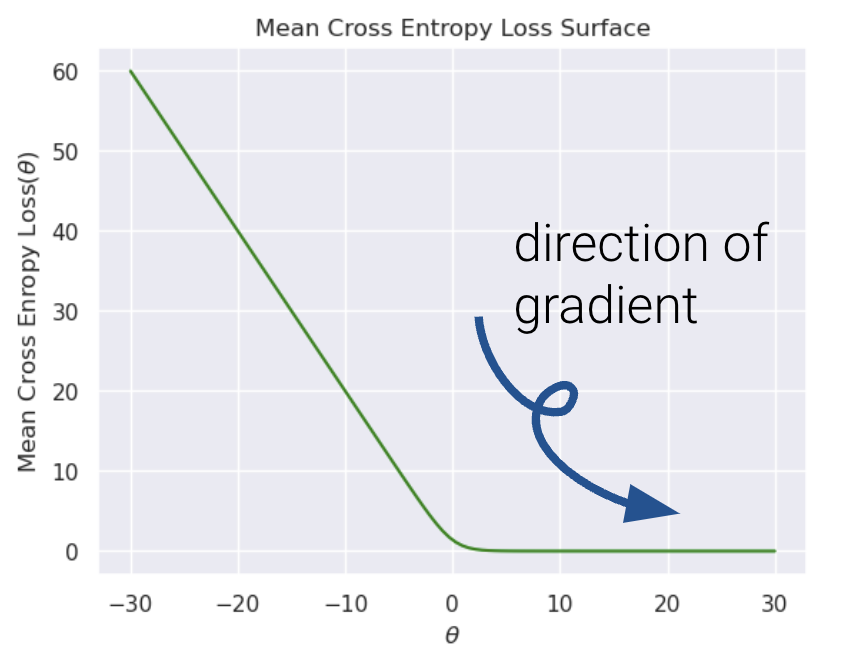 Mean Cross Entropy Loss Surface
60
50
40
30
20
10
0
Mean Cross Enropy Loss(θ)
direction of
gradient
−30 −20 −10 0 10 20 30
θ